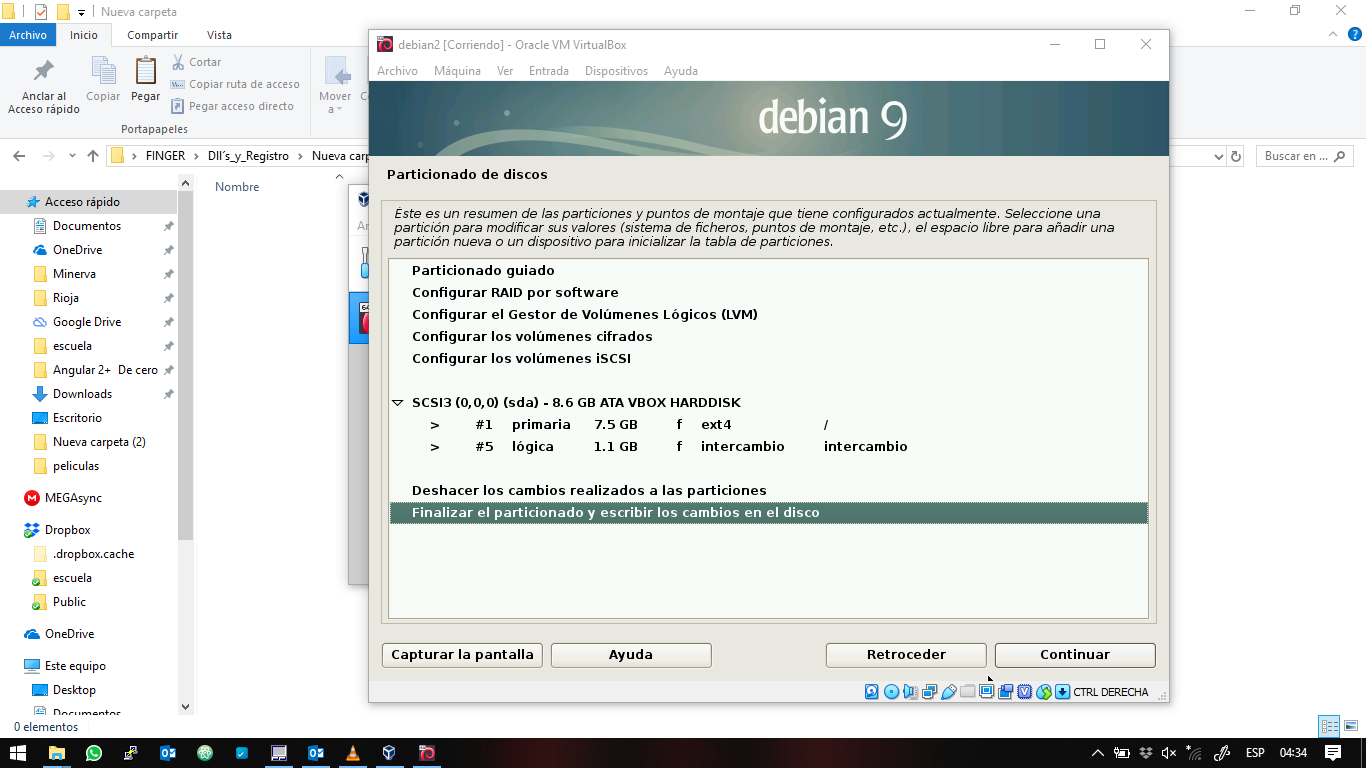 Nueva carpeta
Archivo
Inicio
Compartir
Vista
Anclar al
Acceso rápido
Copiar
Pegar
Cortar
Copiar ruta de acceso
Pegar acceso directo
Mover
a
Portapapeles
FINGER
Dll´s_y_Registro
Nueva carp
Buscar en ...
Nombre
Acceso rápido
Documentos
OneDrive
Minerva
Rioja
Google Drive
escuela
Angular 2+ De cero
Downloads
Escritorio
Nueva carpeta (2)
peliculas
MEGAsync
Dropbox
.dropbox.cache
escuela
Public
OneDrive
Este equipo
Desktop
Documentos
0 elementos
debian2 [Corriendo] - Oracle VM VirtualBox
Archivo Máquina Ver Entrada Dispositivos Ayuda
debian 9
Particionado de discos
Éste es un resumen de las particiones y puntos de montaje que tiene configurados actualmente. Seleccione una
partición para modificar sus valores (sistema de ficheros, puntos de montaje, etc.), el espacio libre para añadir una
partición nueva o un dispositivo para inicializar la tabla de particiones.
Particionado guiado
Configurar RAID por software
Configurar el Gestor de Volúmenes Lógicos (LVM)
Configurar los volúmenes cifrados
Configurar los volúmenes iSCSI
SCSI3 (0,0,0) (sda) - 8.6 GB ATA VBOX HARDDISK
> #1 primaria 7.5 GB f ext4 /
> #5 lógica 1.1 GB f intercambio intercambio
Deshacer los cambios realizados a las particiones
Finalizar el particionado y escribir los cambios en el disco
Capturar la pantalla
Ayuda
Retroceder
Continuar
CTRL DERECHA
ESP
04:34